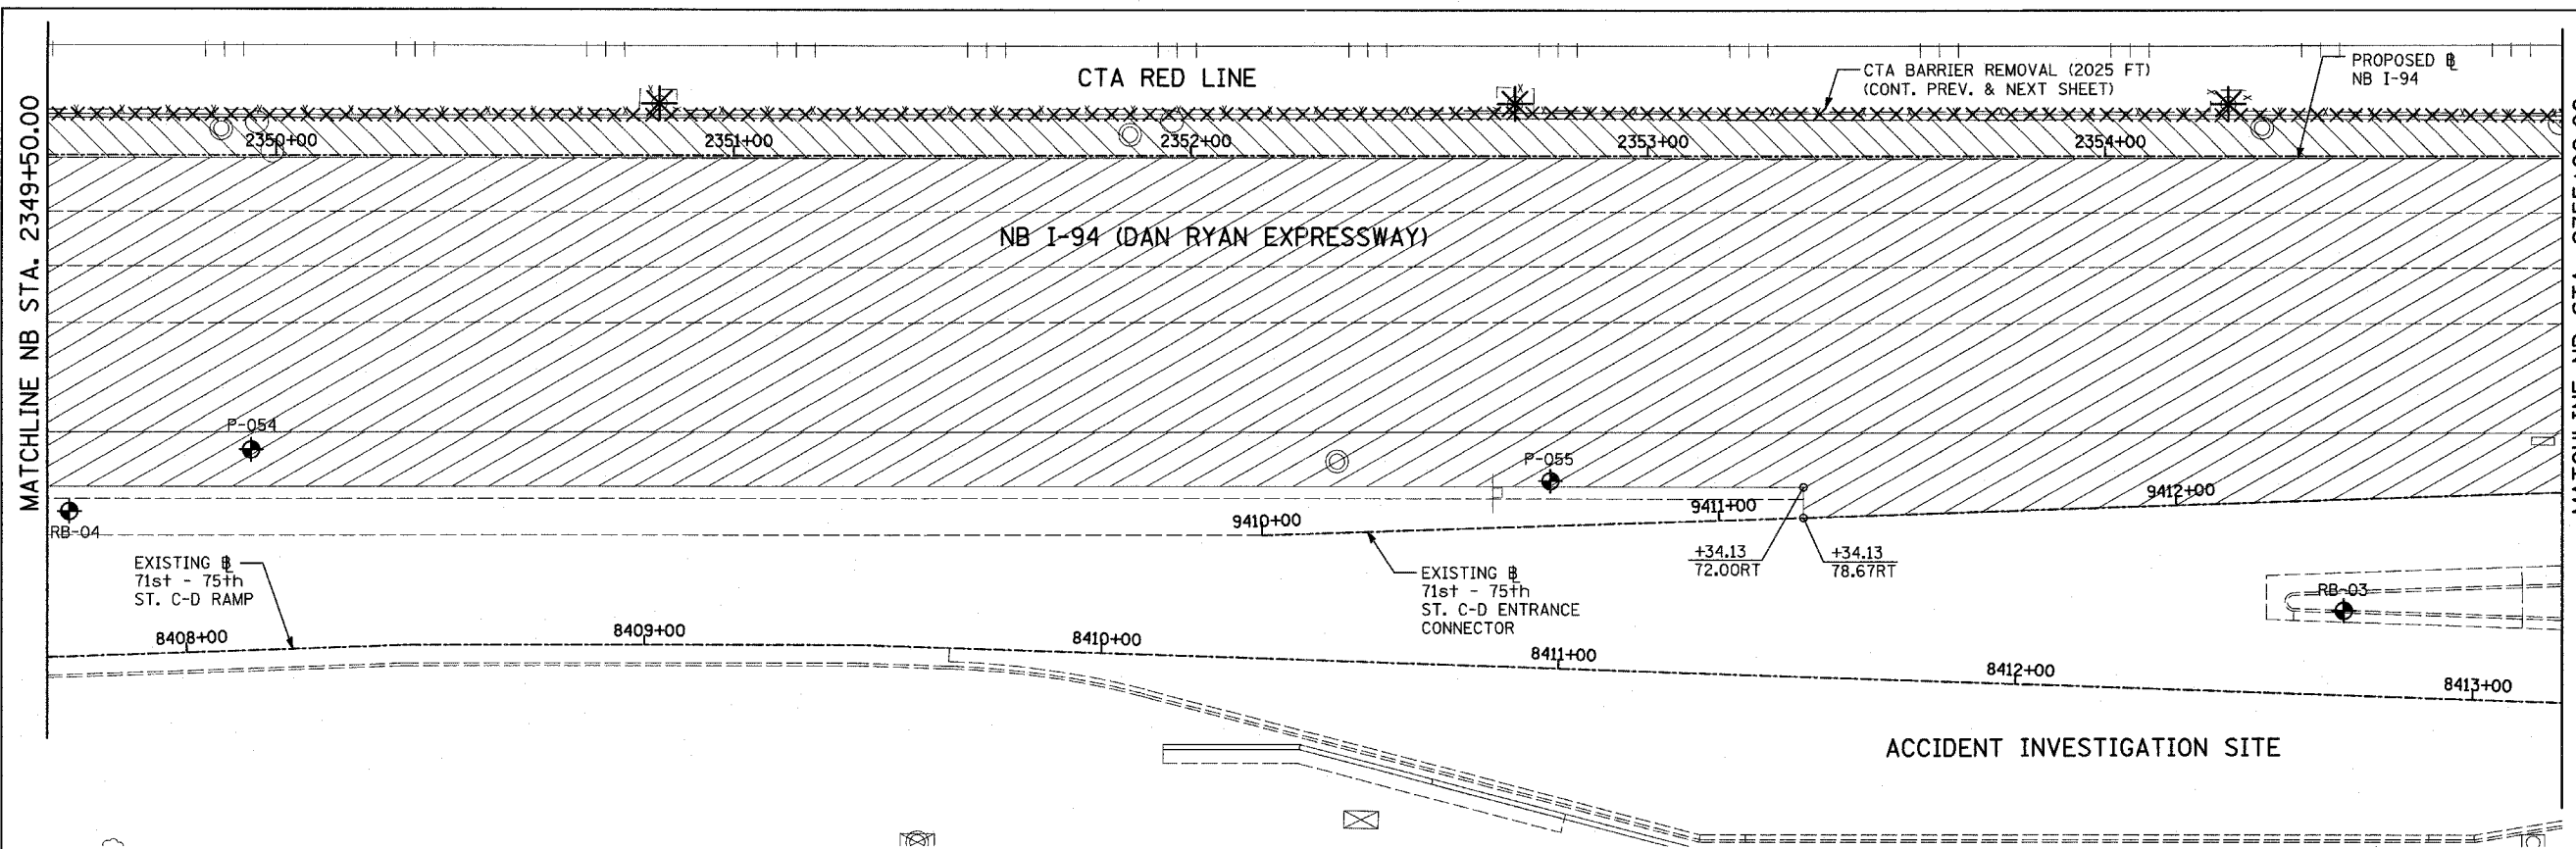 CTA RED LINE
CTA BARRIER REMOVAL (2025 FT)
(CONT. PREV. & NEXT SHEET)
PROPOSED ℄
NB I-94
MATCHLINE NB STA. 2349+50.00
2350+00
2351+00
2352+00
2353+00
2354+00
NB I-94 (DAN RYAN EXPRESSWAY)
P-054
P-055
RB-04
9410+00
9411+00
9412+00
+34.13
72.00RT
+34.13
78.67RT
EXISTING ℄
71st - 75th
ST. C-D RAMP
EXISTING ℄
71st - 75th
ST. C-D ENTRANCE
CONNECTOR
RB-03
8408+00
8409+00
8410+00
8411+00
8412+00
8413+00
ACCIDENT INVESTIGATION SITE